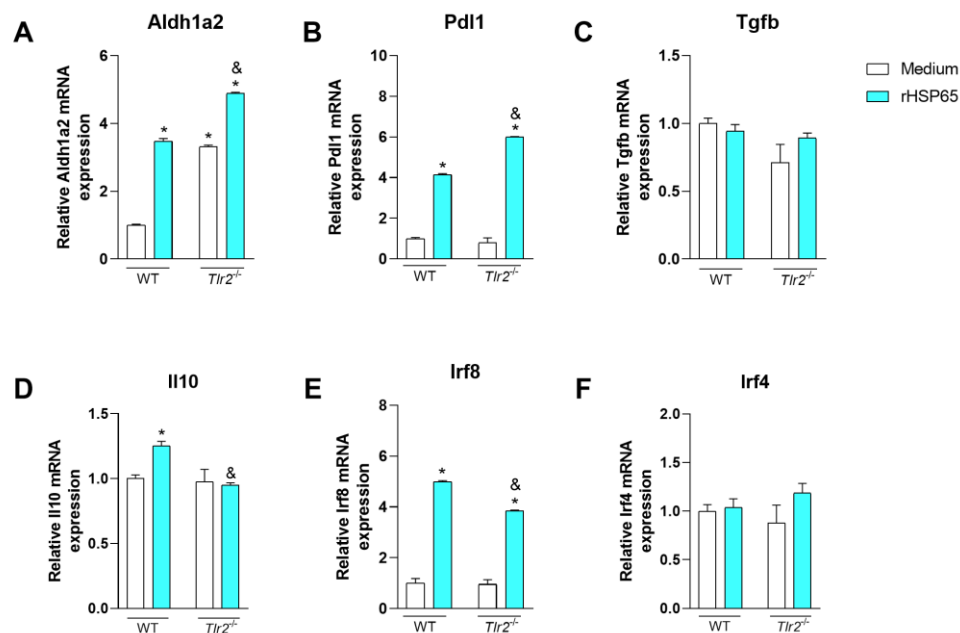 A
Aldh1a2
Relative Aldh1a2 mRNA
expression
6
4
2
0
*
*
&
*
WT
Tlr2-/-
B
Pdl1
Relative Pdl1 mRNA
expression
10
8
6
4
2
0
*
&
*
WT
Tlr2-/-
C
Tgfb
Relative Tgfb mRNA
expression
1.5
1.0
0.5
0.0
WT
Tlr2-/-
Medium
rHSP65
D
Il10
Relative Il10 mRNA
expression
1.5
1.0
0.5
0.0
*
&
WT
Tlr2-/-
E
Irf8
Relative Irf8 mRNA
expression
8
6
4
2
0
*
&
*
WT
Tlr2-/-
F
Irf4
Relative Irf4 mRNA
expression
2.0
1.5
1.0
0.5
0.0
WT
Tlr2-/-